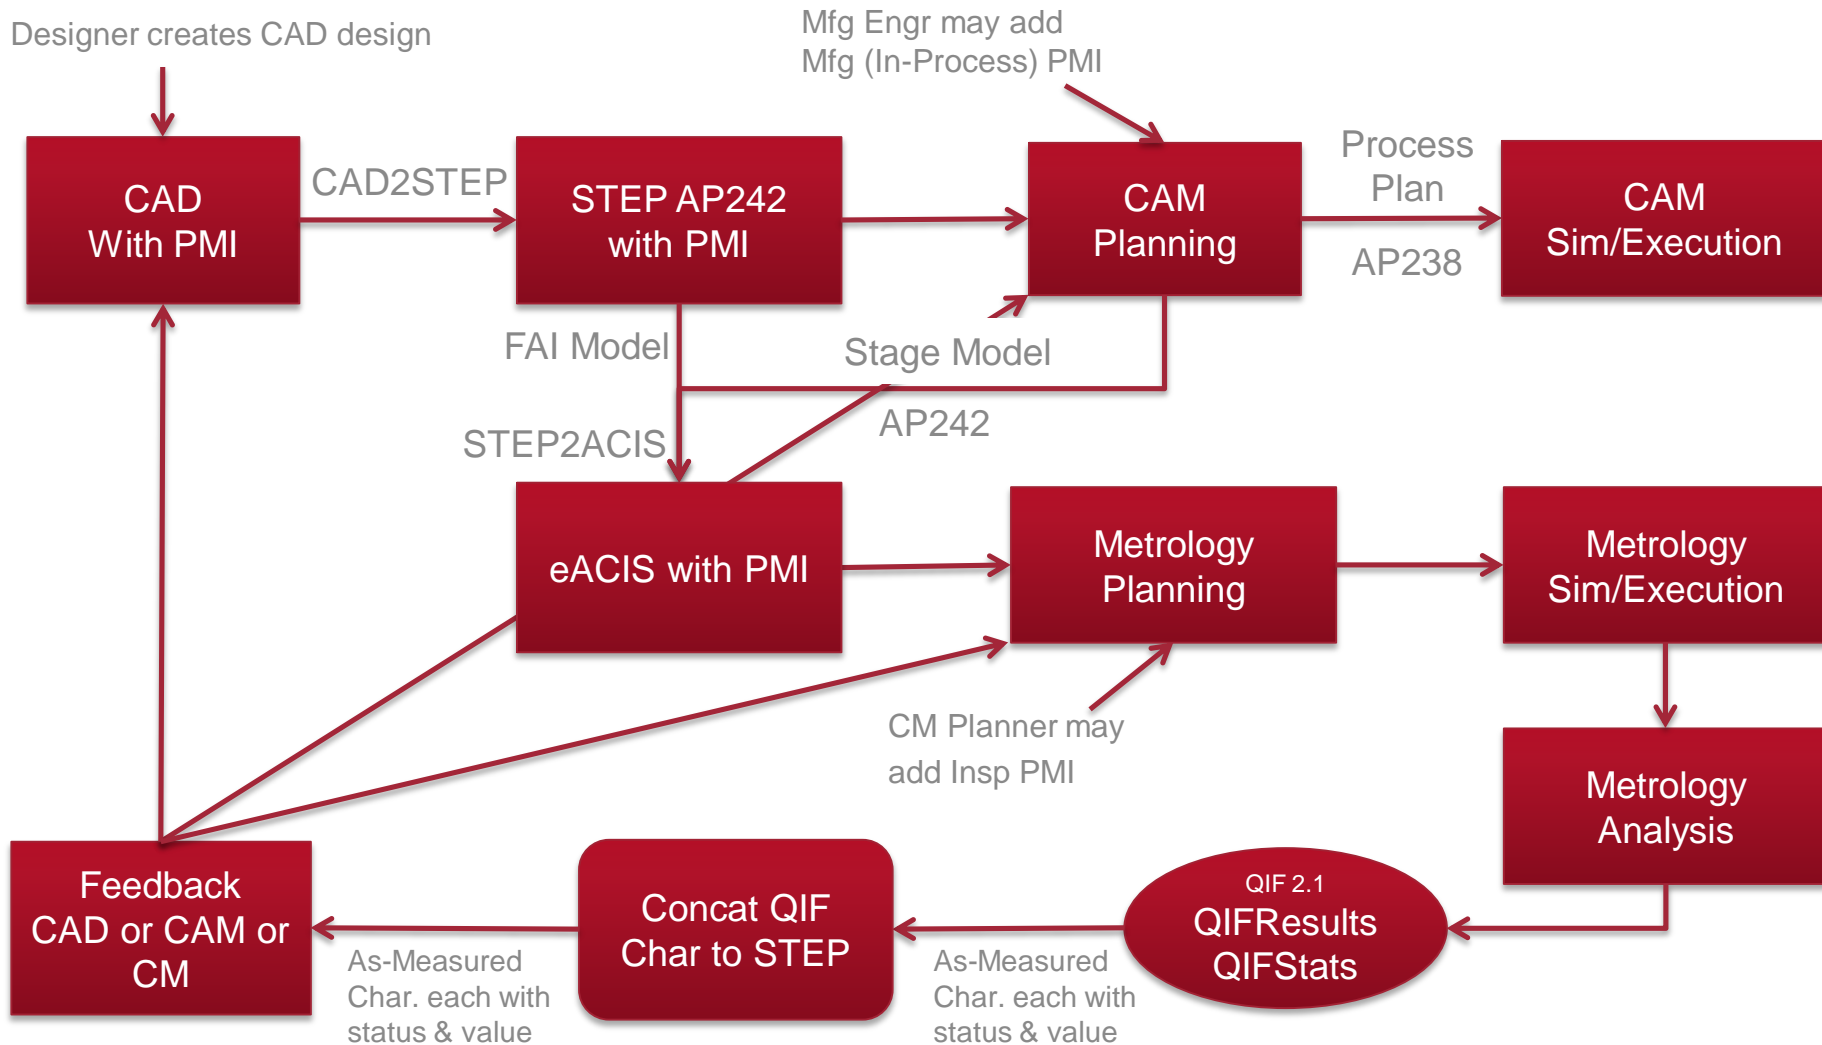 Designer creates CAD design
Mfg Engr may add
Mfg (In-Process) PMI
CAD
With PMI
CAD2STEP
STEP AP242
with PMI
CAM
Planning
Process
Plan
AP238
CAM
Sim/Execution
FAI Model
Stage Model
AP242
STEP2ACIS
eACIS with PMI
Metrology
Planning
Metrology
Sim/Execution
CM Planner may
add Insp PMI
Metrology
Analysis
Feedback
CAD or CAM or
CM
As-Measured
Char. each with
status & value
Concat QIF
Char to STEP
As-Measured
Char. each with
status & value
QIF 2.1
QIFResults
QIFStats